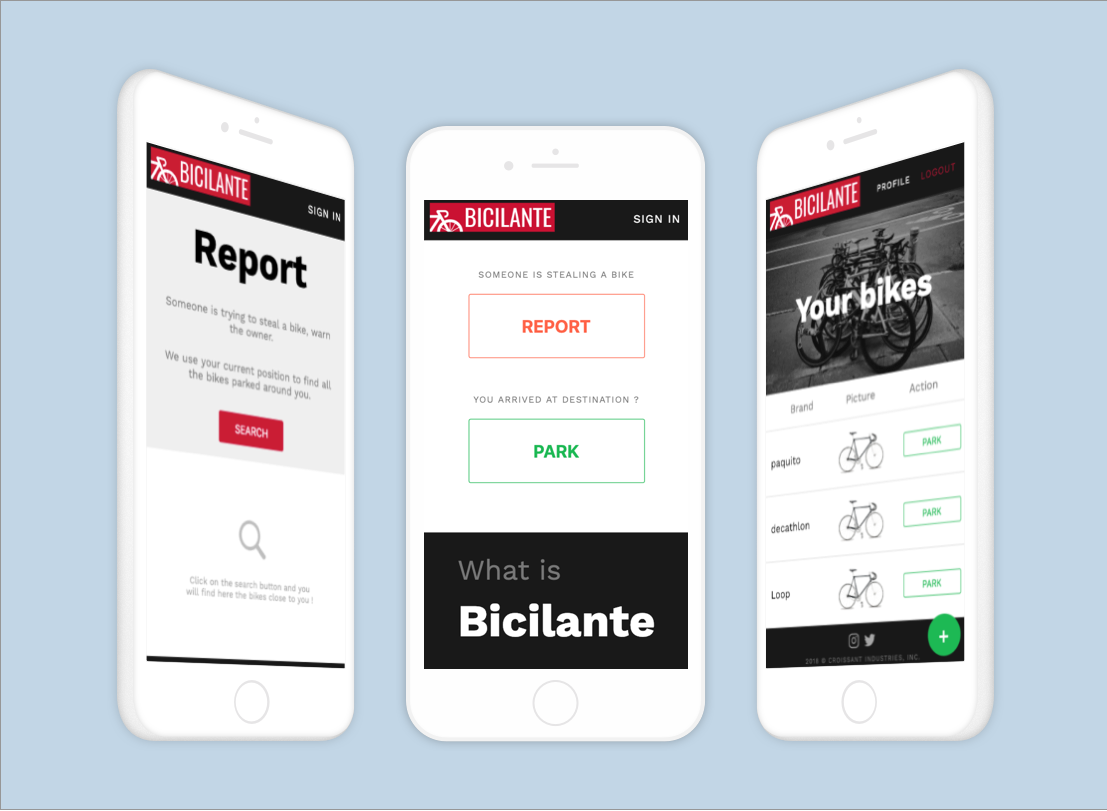 BICILANTE
SIGN IN
Report
Someone is trying to steal a bike, warn
the owner.
We use your current position to find all
the bikes parked around you.
SEARCH
Click on the search button and you
will find here the bikes close to you !
BICILANTE
SIGN IN
SOMEONE IS STEALING A BIKE
REPORT
YOU ARRIVED AT DESTINATION ?
PARK
What is
Bicilante
BICILANTE
PROFILE
LOGOUT
Your bikes
Brand
Picture
Action
paquito
PARK
decathlon
PARK
Loop
PARK
+
2018 © CROISSANT INDUSTRIES, INC.